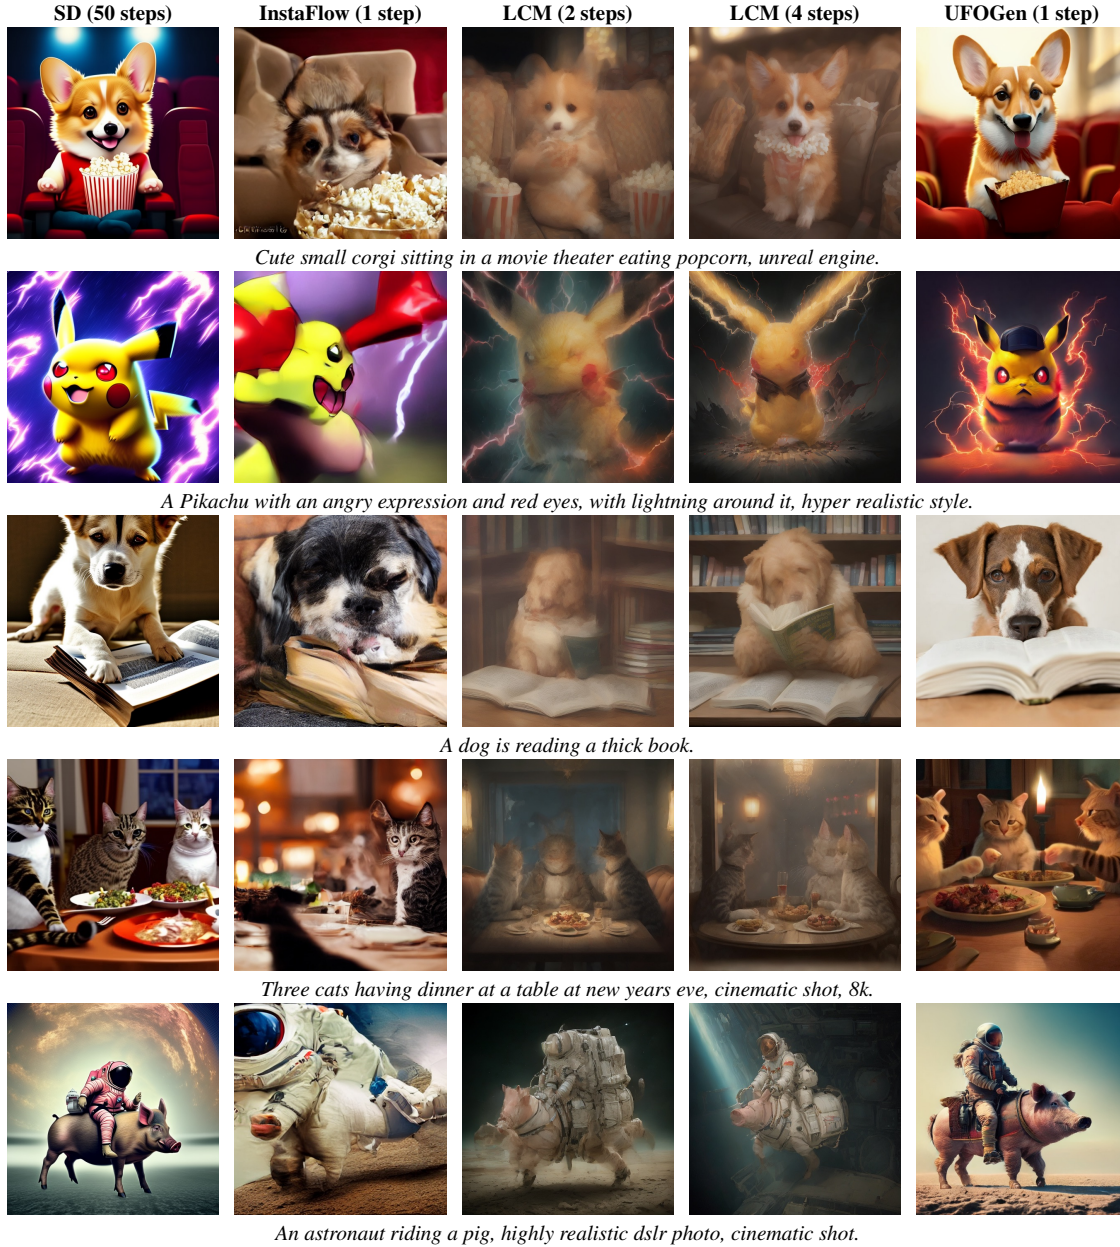 SD (50 steps) InstaFlow (1 step) LCM (2 steps) LCM (4 steps) UFOGen (1 step)
Cute small corgi sitting in a movie theater eating popcorn, unreal engine.
A Pikachu with an angry expression and red eyes, with lightning around it, hyper realistic style.
A dog is reading a thick book.
Three cats having dinner at a table at new years eve, cinematic shot, 8k.
An astronaut riding a pig, highly realistic dslr photo, cinematic shot.